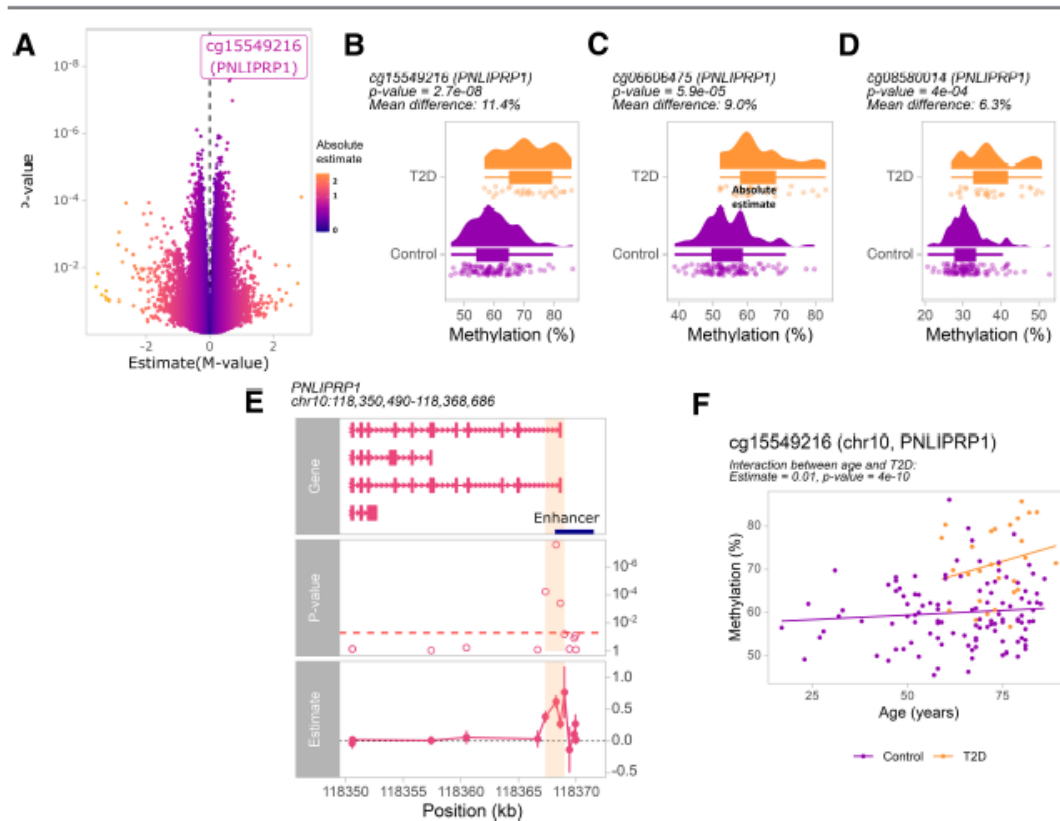 A
cg15549216
(PNLIPRP1)
10-8
10-6
10-4
10-2
P-value
-2
0
2
Estimate(M-value)
Absolute
estimate
2
1
0
B
cg15549216 (PNLIPRP1)
p-value = 2.7e-08
Mean difference: 11.4%
T2D
Control
50
60
70
80
Methylation (%)
C
cg06606475 (PNLIPRP1)
p-value = 5.9e-05
Mean difference: 9.0%
T2D
Absolute
estimate
Control
40
50
60
70
80
Methylation (%)
D
cg08580014 (PNLIPRP1)
p-value = 4e-04
Mean difference: 6.3%
T2D
Control
20
30
40
50
Methylation (%)
E
PNLIPRP1
chr10:118,350,490-118,368,686
Gene
Enhancer
P-value
10-6
10-4
10-2
1
Estimate
1.0
0.5
0.0
-0.5
118350
118355
118360
118365
118370
Position (kb)
F
cg15549216 (chr10, PNLIPRP1)
Interaction between age and T2D:
Estimate = 0.01, p-value = 4e-10
Methylation (%)
80
70
60
50
25
50
75
Age (years)
Control
T2D